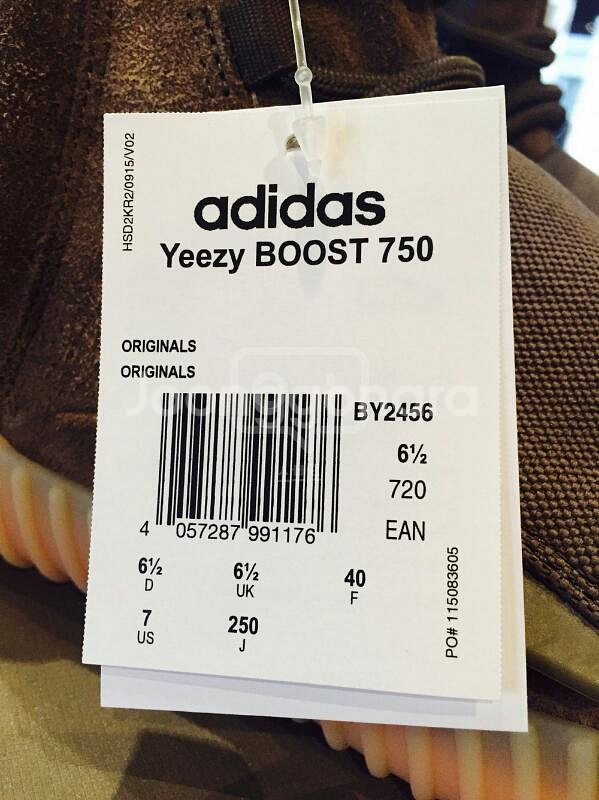 HSD2KR2/0915/V02
adidas
Yeezy BOOST 750
ORIGINALS
ORIGINALS
Joongabnara
BY2456
6½
720
4 057287 991176
EAN
6½ 6½ 40
D UK F
7 250
US J
PO# 115083605